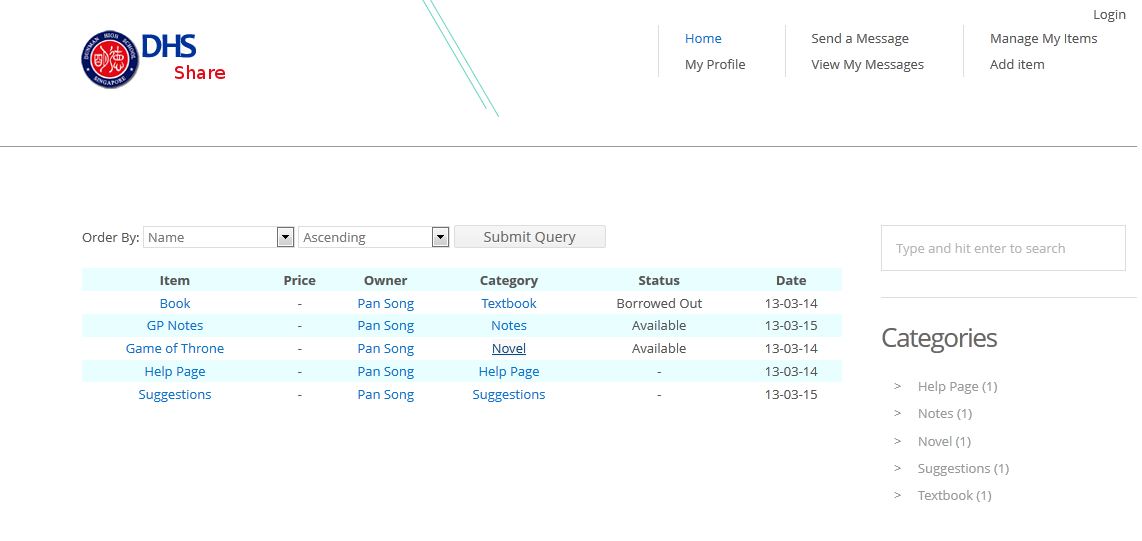 Login
DUNMAN HIGH SCHOOL
SINGAPORE
DHS
Share
Home
Send a Message
Manage My Items
My Profile
View My Messages
Add item
Order By: Name Ascending Submit Query
Type and hit enter to search
Item Price Owner Category Status Date
Book - Pan Song Textbook Borrowed Out 13-03-14
GP Notes - Pan Song Notes Available 13-03-15
Game of Throne - Pan Song Novel Available 13-03-14
Help Page - Pan Song Help Page - 13-03-14
Suggestions - Pan Song Suggestions - 13-03-15
Categories
> Help Page (1)
> Notes (1)
> Novel (1)
> Suggestions (1)
> Textbook (1)